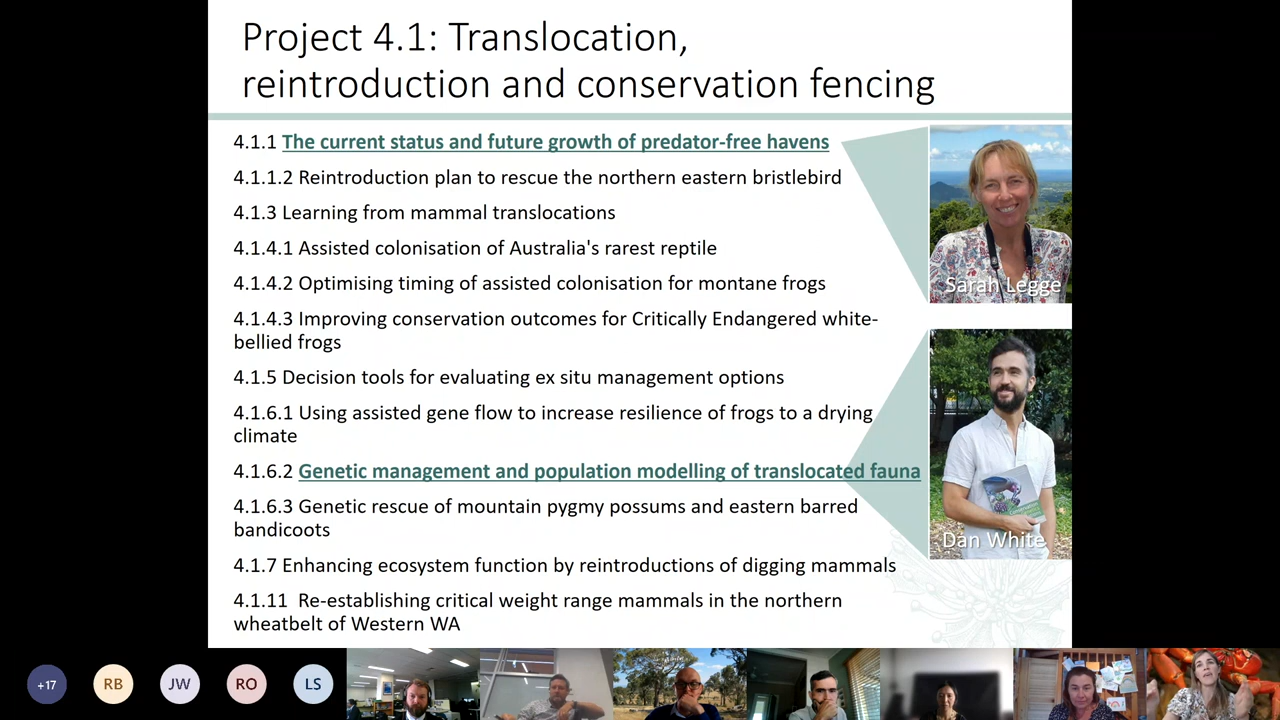 Project 4.1: Translocation,
reintroduction and conservation fencing
4.1.1 The current status and future growth of predator-free havens
4.1.1.2 Reintroduction plan to rescue the northern eastern bristlebird
4.1.3 Learning from mammal translocations
4.1.4.1 Assisted colonisation of Australia's rarest reptile
4.1.4.2 Optimising timing of assisted colonisation for montane frogs
4.1.4.3 Improving conservation outcomes for Critically Endangered white-
bellied frogs
4.1.5 Decision tools for evaluating ex situ management options
4.1.6.1 Using assisted gene flow to increase resilience of frogs to a drying
climate
4.1.6.2 Genetic management and population modelling of translocated fauna
4.1.6.3 Genetic rescue of mountain pygmy possums and eastern barred
bandicoots
4.1.7 Enhancing ecosystem function by reintroductions of digging mammals
4.1.11 Re-establishing critical weight range mammals in the northern
wheatbelt of Western WA
Sarah Legge
Dan White
+17
RB
JW
RO
LS